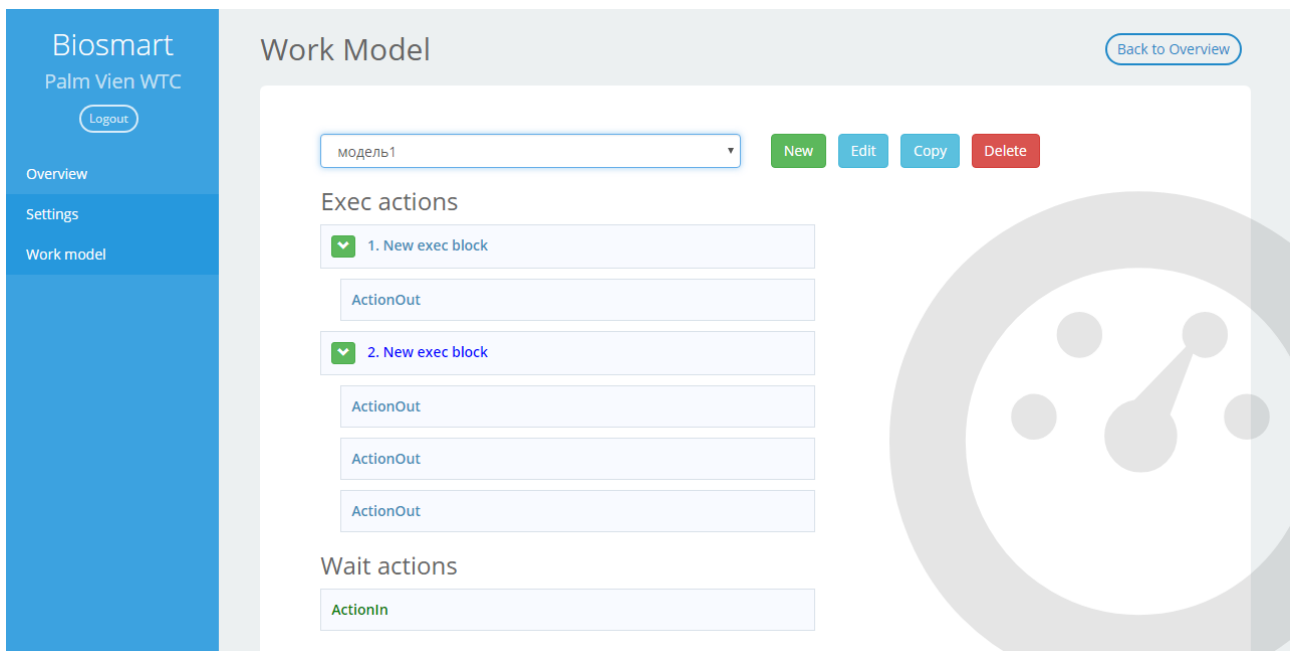 Biosmart
Palm Vien WTC
Logout
Overview
Settings
Work model
Work Model
Back to Overview
модель1
New
Edit
Copy
Delete
Exec actions
1. New exec block
ActionOut
2. New exec block
ActionOut
ActionOut
ActionOut
Wait actions
ActionIn